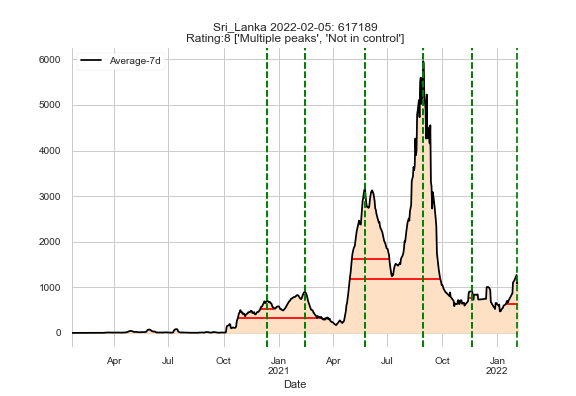 Sri_Lanka 2022-02-05: 617189
Rating:8 ['Multiple peaks', 'Not in control']
Average-7d
6000
5000
4000
3000
2000
1000
0
Apr Jul Oct Jan Apr Jul Oct Jan
2021 2022
Date